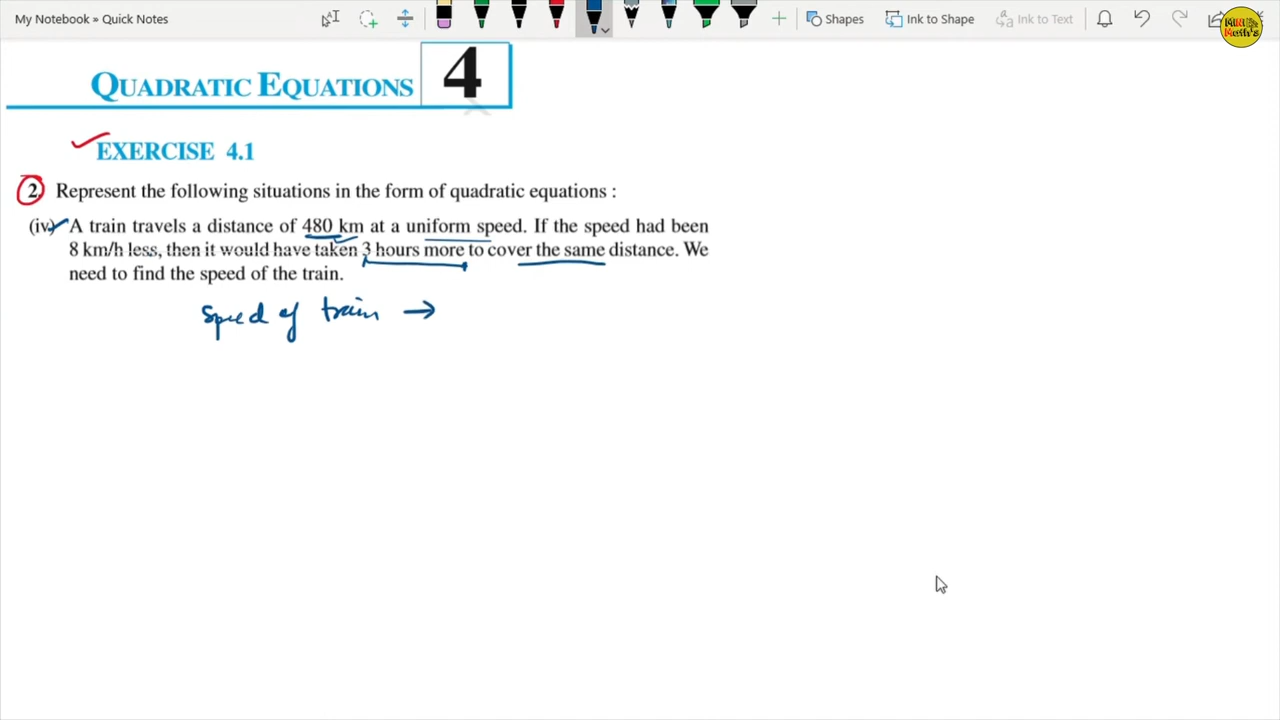 My Notebook » Quick Notes
Shapes
Ink to Shape
Ink to Text
MiNi Math's
QUADRATIC EQUATIONS 4
EXERCISE 4.1
2. Represent the following situations in the form of quadratic equations :
(iv) A train travels a distance of 480 km at a uniform speed. If the speed had been
8 km/h less, then it would have taken 3 hours more to cover the same distance. We
need to find the speed of the train.
Speed of train →